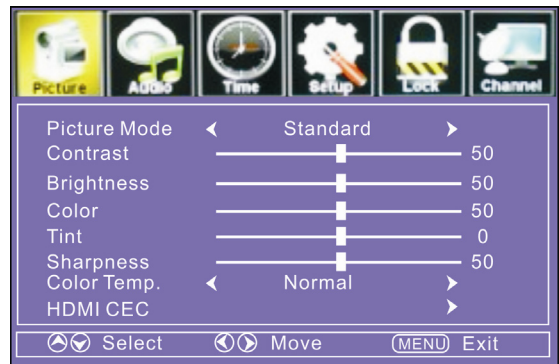 Picture Audio Time Setup Lock Channel
Picture Mode Standard
Contrast 50
Brightness 50
Color 50
Tint 0
Sharpness 50
Color Temp. Normal
HDMI CEC
Select Move MENU Exit